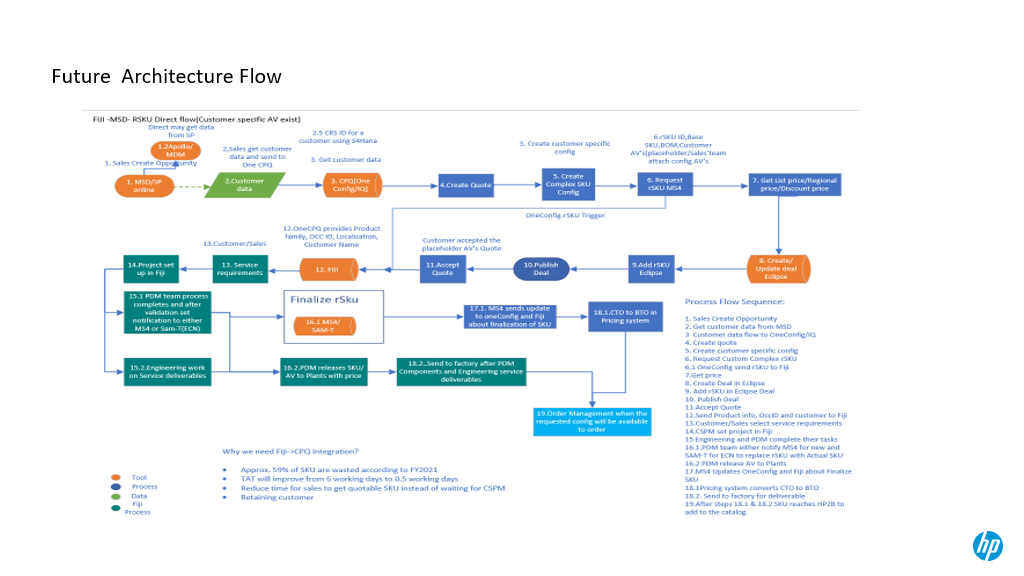 Future Architecture Flow
FIJI -MSD- RSKU Direct flow[Customer specific AV exist]
Direct may get data
from SP
1.2Apollo/
MDM
1. Sales Create Opportunity
1. MSD/SP
online
2,Sales get customer
data and send to
One CPQ
2.Customer
data
2.5 CRS ID for a
customer using S4Hana
3. Get customer data
3. CPQ[One
Config/IQ]
4.Create Quote
5. Create customer specific
config
5. Create
Complex SKU
Config
6.rSKU ID,Base
SKU,BOM,Customer
AV's[placeholder/sales"team
attach config AV's
6. Request
rSKU MS4
7. Get List price/Regional
price/Discount price
OneConfig-rSKU Trigger
8. Create/
Update deal
Eclipse
9.Add rSKU
Eclipse
10.Publish
Deal
Customer accepted the
placeholder AV's Quote
11.Accept
Quote
12.OneCPQ provides Product
family, OCC ID, Localization,
Customer Name
12. FIJI
13.Customer/Sales
13. Service
requirements
14.Project set
up in Fiji
15.1 PDM team process
completes and after
validation set
notification to either
MS4 or Sam-T(ECN)
Finalize rSku
16.1 MS4/
SAM-T
17.1. MS4 sends update
to oneConfig and Fiji
about finalization of SKU
18.1.CTO to BTO in
Pricing system
15.2.Engineering work
on Service deliverables
16.2.PDM releases SKU/
AV to Plants with price
18.2..Send to factory after PDM
Components and Engineering service
deliverables
19.Order Management when the
requested config will be available
to order
Process Flow Sequence:
1. Sales Create Opportunity
2. Get customer data from MSD
3 Customer data flow to OneConfig/IQ
4. Create quote
5. Create customer specific config
6. Request Custom Complex rSKU
6.1 OneConfig send rSKU to Fiji
7.Get price
8. Create Deal in Eclipse
9. Add rSKU in Eclipse Deal
10. Publish Deal
11.Accept Quote
12.Send Product info, OccID and customer to Fiji
13.Customer/Sales select service requirements
14.CSPM set project in Fiji
15 Engineering and PDM complete their tasks
16.1.PDM team either notify MS4 for new and
SAM-T for ECN to replace rSKU with Actual SKU
16.2 PDM release AV to Plants
17.MS4 Updates OneConfig and Fiji about Finalize
SKU
18.1Pricing system converts CTO to BTO
18.2. Send to factory for deliverable
19.After steps 18.1 & 18.2 SKU reaches HP2B to
add to the catalog.
Why we need Fiji->CPQ Integration?
• Approx. 59% of SKU are wasted according to FY2021
• TAT will improve from 6 working days to 0.5 working days
• Reduce time for sales to get quotable SKU instead of waiting for CSPM
• Retaining customer
Tool
Process
Data
Fiji
Process
hp